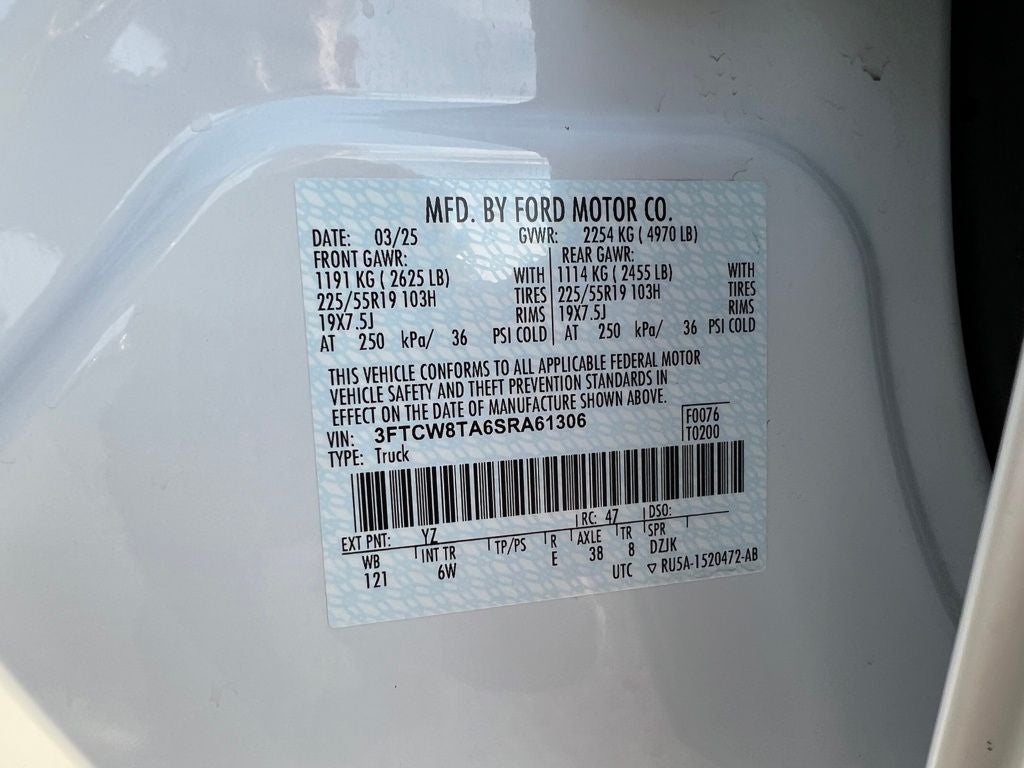 MFD. BY FORD MOTOR CO.
DATE: 03/25 GVWR: 2254 KG ( 4970 LB)
FRONT GAWR: REAR GAWR:
1191 KG ( 2625 LB) WITH 1114 KG ( 2455 LB) WITH
225/55R19 103H TIRES 225/55R19 103H TIRES
19X7.5J RIMS 19X7.5J RIMS
AT 250 kPa/ 36 PSI COLD AT 250 kPa/ 36 PSI COLD
THIS VEHICLE CONFORMS TO ALL APPLICABLE FEDERAL MOTOR
VEHICLE SAFETY AND THEFT PREVENTION STANDARDS IN
EFFECT ON THE DATE OF MANUFACTURE SHOWN ABOVE.
VIN: 3FTCW8TA6SRA61306 F0076
TYPE: Truck T0200
EXT PNT: YZ RC: 47 DSO:
WB INT TR TP/PS R AXLE TR SPR
121 6W E 38 8 DZJK
UTC ▽ RU5A-1520472-AB